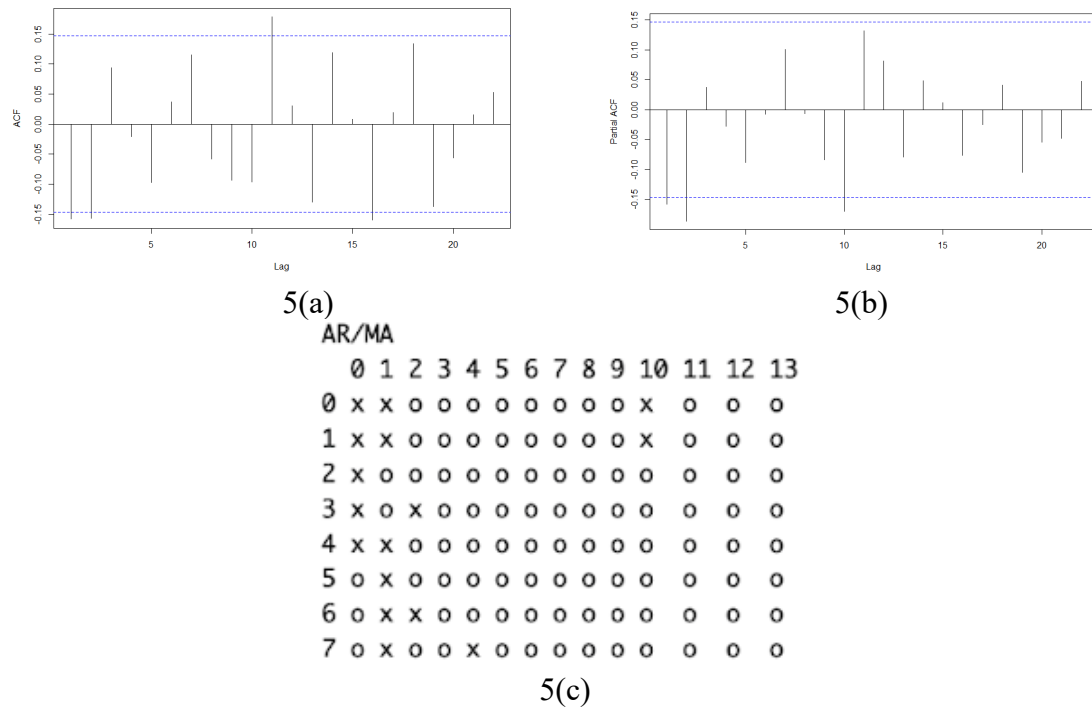 ACF
0.15
0.10
0.05
0.00
-0.05
-0.10
-0.15
5 10 15 20
Lag
5(a)
Partial ACF
0.15
0.10
0.05
0.00
-0.05
-0.10
-0.15
5 10 15 20
Lag
5(b)
AR/MA
0 1 2 3 4 5 6 7 8 9 10 11 12 13
0 x x o o o o o o o o x o o o
1 x x o o o o o o o o x o o o
2 x o o o o o o o o o o o o o
3 x o x o o o o o o o o o o o
4 x x o o o o o o o o o o o o
5 o x o o o o o o o o o o o o
6 o x x o o o o o o o o o o o
7 o x o o x o o o o o o o o o
5(c)